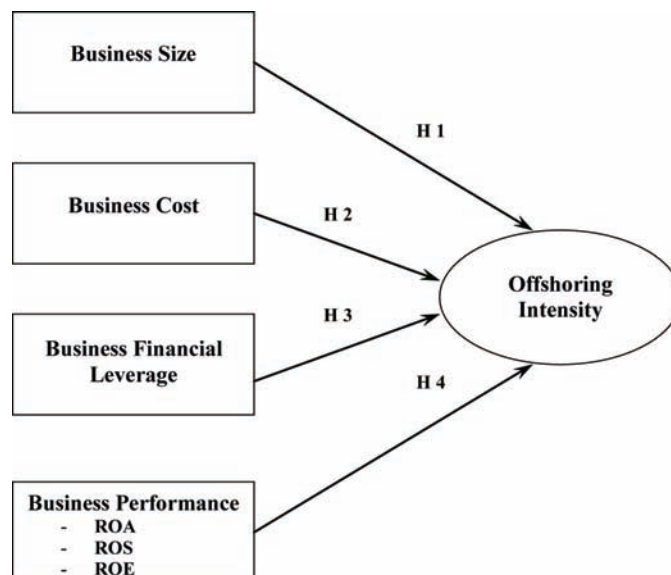 Business Size
H 1
Business Cost
H 2
Offshoring
Intensity
H 3
Business Financial
Leverage
H 4
Business Performance
- ROA
- ROS
- ROE